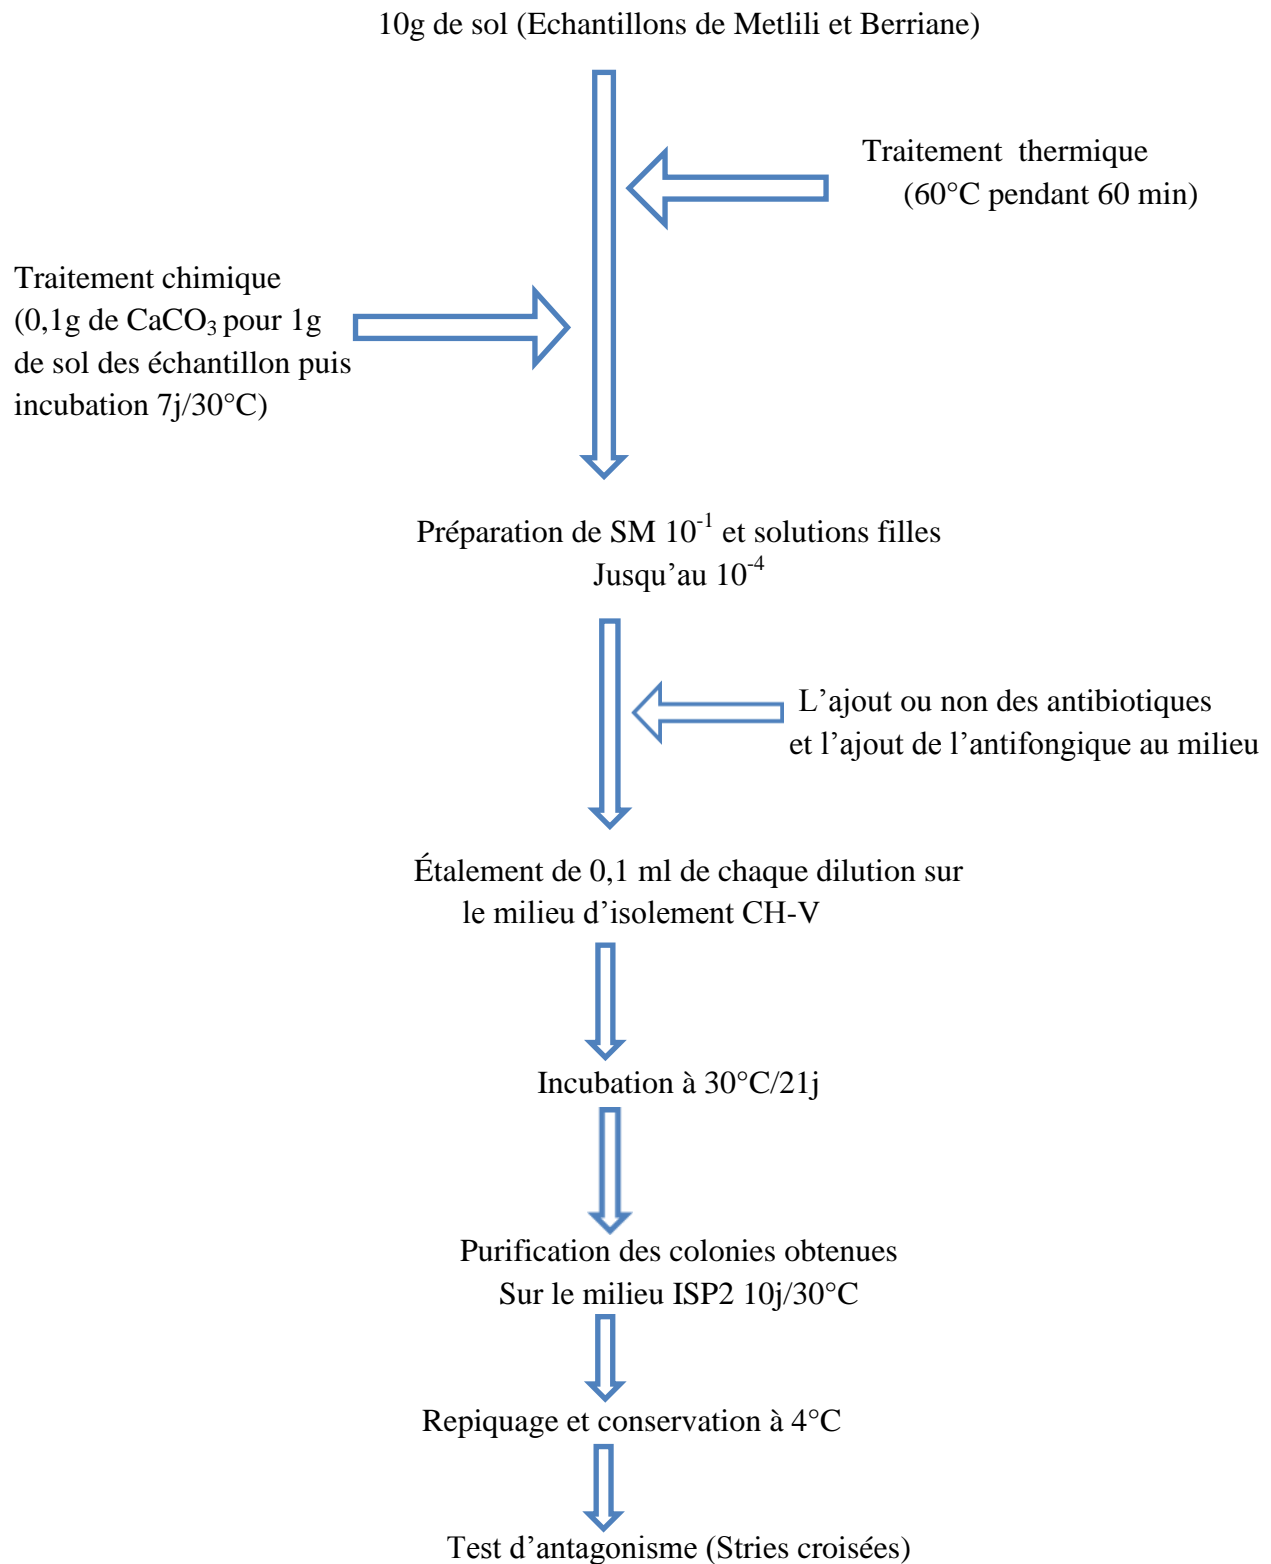 10g de sol (Echantillons de Metlili et Berriane)
Traitement thermique
(60°C pendant 60 min)
Traitement chimique
(0,1g de CaCO₃ pour 1g
de sol des échantillon puis
incubation 7j/30°C)
Préparation de SM 10⁻¹ et solutions filles
Jusqu’au 10⁻⁴
L’ajout ou non des antibiotiques
et l’ajout de l’antifongique au milieu
Étalement de 0,1 ml de chaque dilution sur
le milieu d’isolement CH-V
Incubation à 30°C/21j
Purification des colonies obtenues
Sur le milieu ISP2 10j/30°C
Repiquage et conservation à 4°C
Test d’antagonisme (Stries croisées)